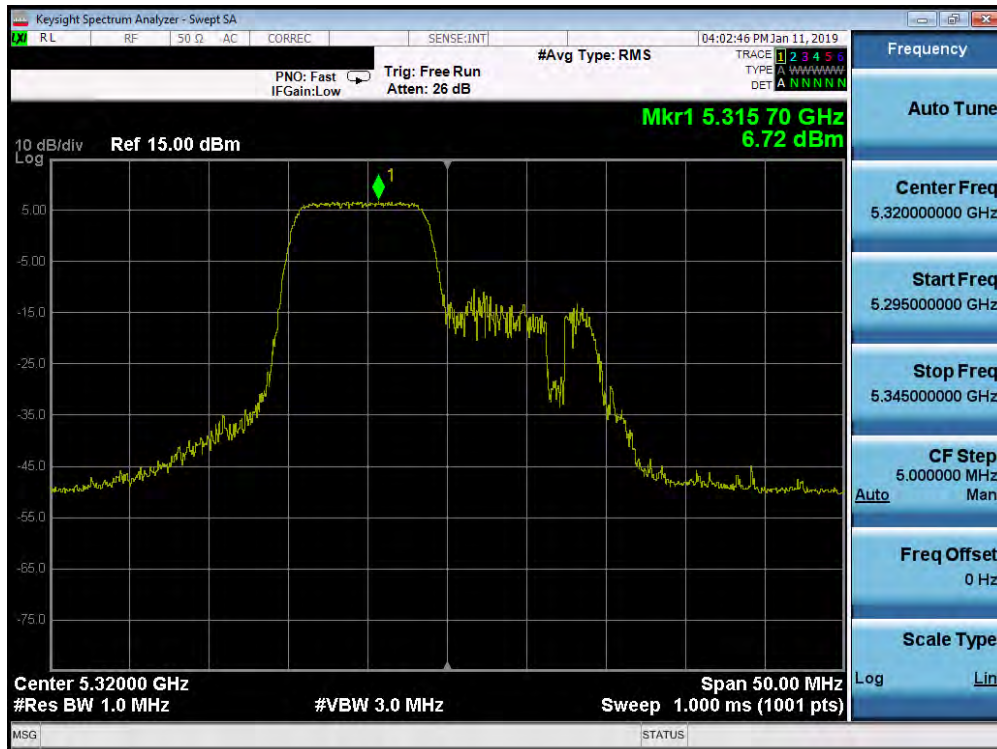 Keysight Spectrum Analyzer - Swept SA
LXI RL RF 50 Ω AC CORREC SENSE:INT 04:02:46 PM Jan 11, 2019
#Avg Type: RMS TRACE 1 2 3 4 5 6
PNO: Fast Trig: Free Run TYPE A WWWWW
IFGain:Low Atten: 26 dB DET A N N N N N
Mkr1 5.315 70 GHz
6.72 dBm
10 dB/div Ref 15.00 dBm
Log
1
5.00
-5.00
-15.0
-25.0
-35.0
-45.0
-55.0
-65.0
-75.0
Center 5.32000 GHz Span 50.00 MHz
#Res BW 1.0 MHz #VBW 3.0 MHz Sweep 1.000 ms (1001 pts)
MSG STATUS
Frequency
Auto Tune
Center Freq
5.320000000 GHz
Start Freq
5.295000000 GHz
Stop Freq
5.345000000 GHz
CF Step
5.000000 MHz
Auto Man
Freq Offset
0 Hz
Scale Type
Log Lin